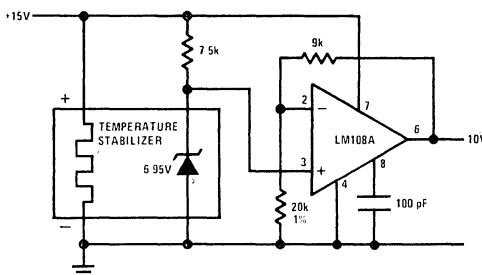 +15V
7 5k
9k
+
TEMPERATURE
STABILIZER
6 95V
−
2
−
7
LM108A
6
10V
3
+
4
8
20k
1%
100 pF